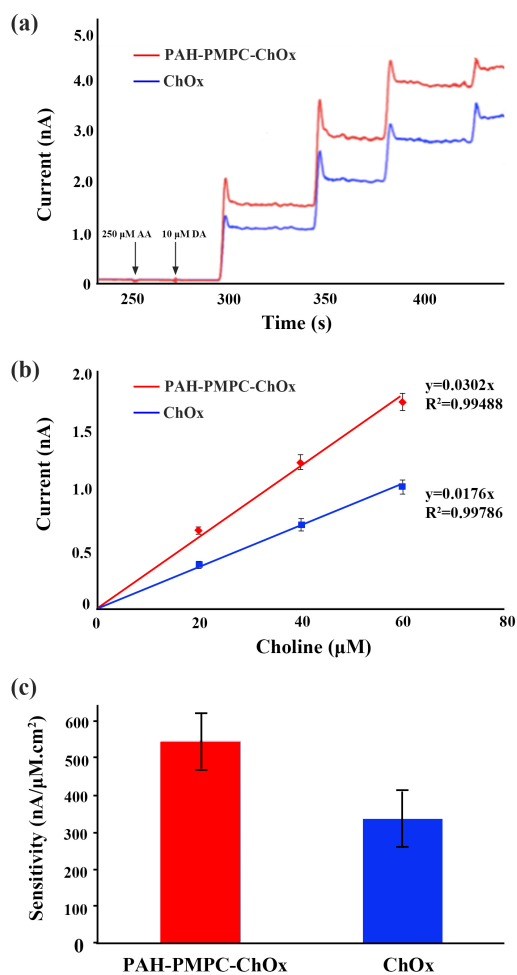 (a)
5.0
4.0
3.0
2.0
1.0
0
Current (nA)
PAH-PMPC-ChOx
ChOx
250 µM AA
10 µM DA
250
300
350
400
Time (s)
(b)
2.0
1.5
1.0
0.5
0
Current (nA)
PAH-PMPC-ChOx
ChOx
y=0.0302x
R²=0.99488
y=0.0176x
R²=0.99786
0
20
40
60
80
Choline (µM)
(c)
600
500
400
300
200
100
0
Sensitivity (nA/µM.cm²)
PAH-PMPC-ChOx
ChOx